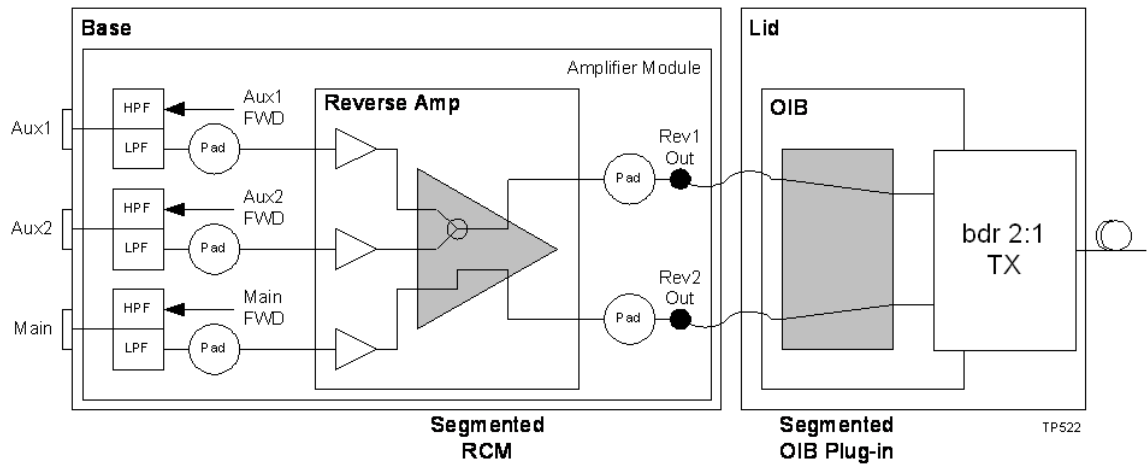 Base
Lid
Amplifier Module
Reverse Amp
OIB
Aux1
HPF
LPF
Aux1
FWD
Pad
Aux2
HPF
LPF
Aux2
FWD
Pad
Main
HPF
LPF
Main
FWD
Pad
Rev1
Out
Pad
Rev2
Out
Pad
bdr 2:1
TX
Segmented
RCM
Segmented
OIB Plug-in
TP522